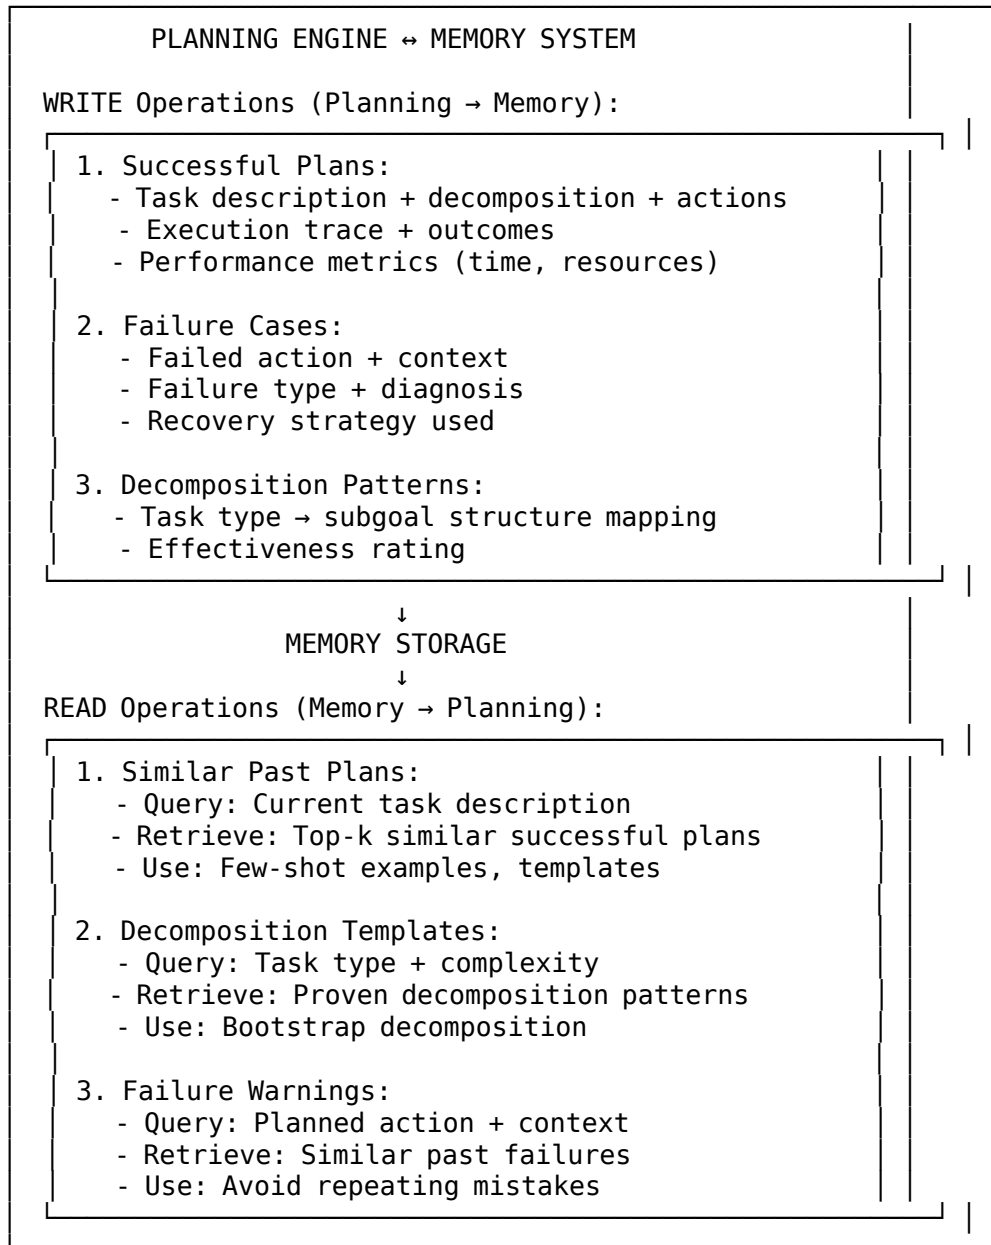 PLANNING ENGINE ↔ MEMORY SYSTEM
WRITE Operations (Planning → Memory):
1. Successful Plans:
- Task description + decomposition + actions
- Execution trace + outcomes
- Performance metrics (time, resources)
2. Failure Cases:
- Failed action + context
- Failure type + diagnosis
- Recovery strategy used
3. Decomposition Patterns:
- Task type → subgoal structure mapping
- Effectiveness rating
↓
MEMORY STORAGE
↓
READ Operations (Memory → Planning):
1. Similar Past Plans:
- Query: Current task description
- Retrieve: Top-k similar successful plans
- Use: Few-shot examples, templates
2. Decomposition Templates:
- Query: Task type + complexity
- Retrieve: Proven decomposition patterns
- Use: Bootstrap decomposition
3. Failure Warnings:
- Query: Planned action + context
- Retrieve: Similar past failures
- Use: Avoid repeating mistakes